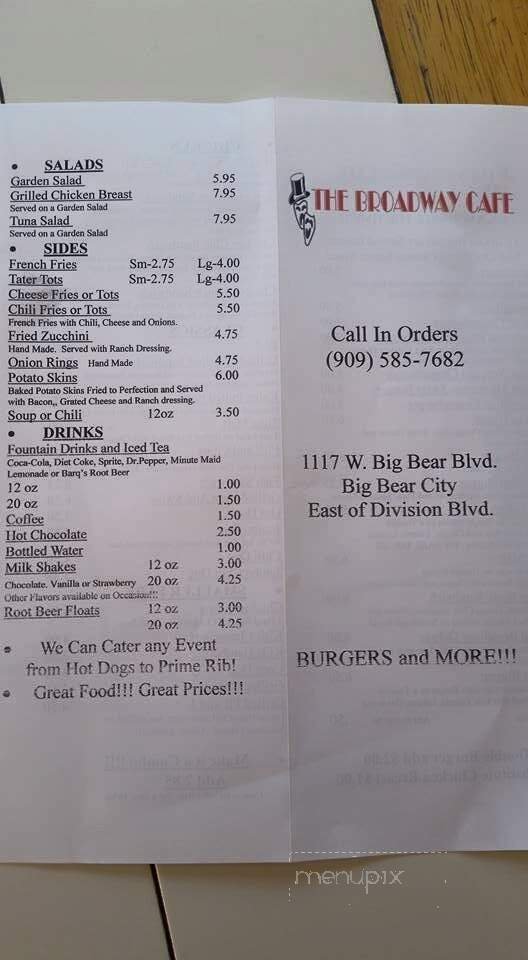 • SALADS
Garden Salad 5.95
Grilled Chicken Breast 7.95
Served on a Garden Salad
Tuna Salad 7.95
Served on a Garden Salad
• SIDES
French Fries Sm-2.75 Lg-4.00
Tater Tots Sm-2.75 Lg-4.00
Cheese Fries or Tots 5.50
Chili Fries or Tots 5.50
French Fries with Chili, Cheese and Onions.
Fried Zucchini 4.75
Hand Made. Served with Ranch Dressing.
Onion Rings Hand Made 4.75
Potato Skins 6.00
Baked Potato Skins Fried to Perfection and Served
with Bacon,, Grated Cheese and Ranch dressing.
Soup or Chili 12oz 3.50
• DRINKS
Fountain Drinks and Iced Tea
Coca-Cola, Diet Coke, Sprite, Dr.Pepper, Minute Maid
Lemonade or Barq's Root Beer
12 oz 1.00
20 oz 1.50
Coffee 1.50
Hot Chocolate 2.50
Bottled Water 1.00
Milk Shakes 12 oz 3.00
Chocolate. Vanilla or Strawberry 20 oz 4.25
Other Flavors available on Occasion!!!
Root Beer Floats 12 oz 3.00
20 oz 4.25
• We Can Cater any Event
from Hot Dogs to Prime Rib!
• Great Food!!! Great Prices!!!
THE BROADWAY CAFE
Call In Orders
(909) 585-7682
1117 W. Big Bear Blvd.
Big Bear City
East of Division Blvd.
BURGERS and MORE!!!
menupix